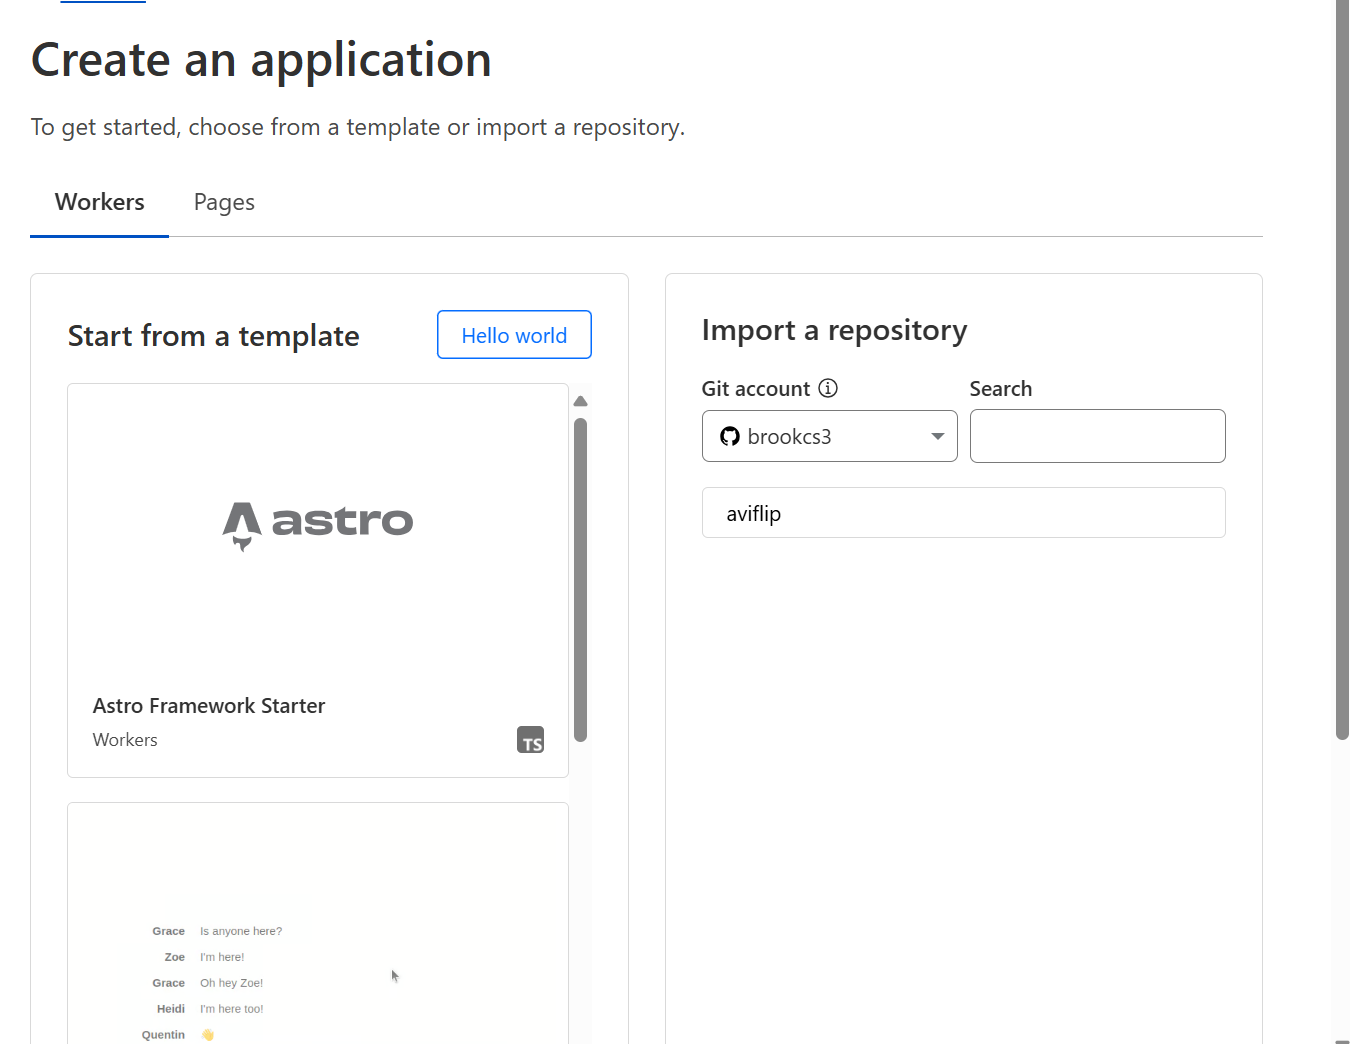 Create an application
To get started, choose from a template or import a repository.
Workers
Pages
Start from a template
Hello world
astro
Astro Framework Starter
Workers
TS
Grace Is anyone here?
Zoe I'm here!
Grace Oh hey Zoe!
Heidi I'm here too!
Quentin 👋
Import a repository
Git account
Search
brookcs3
aviflip